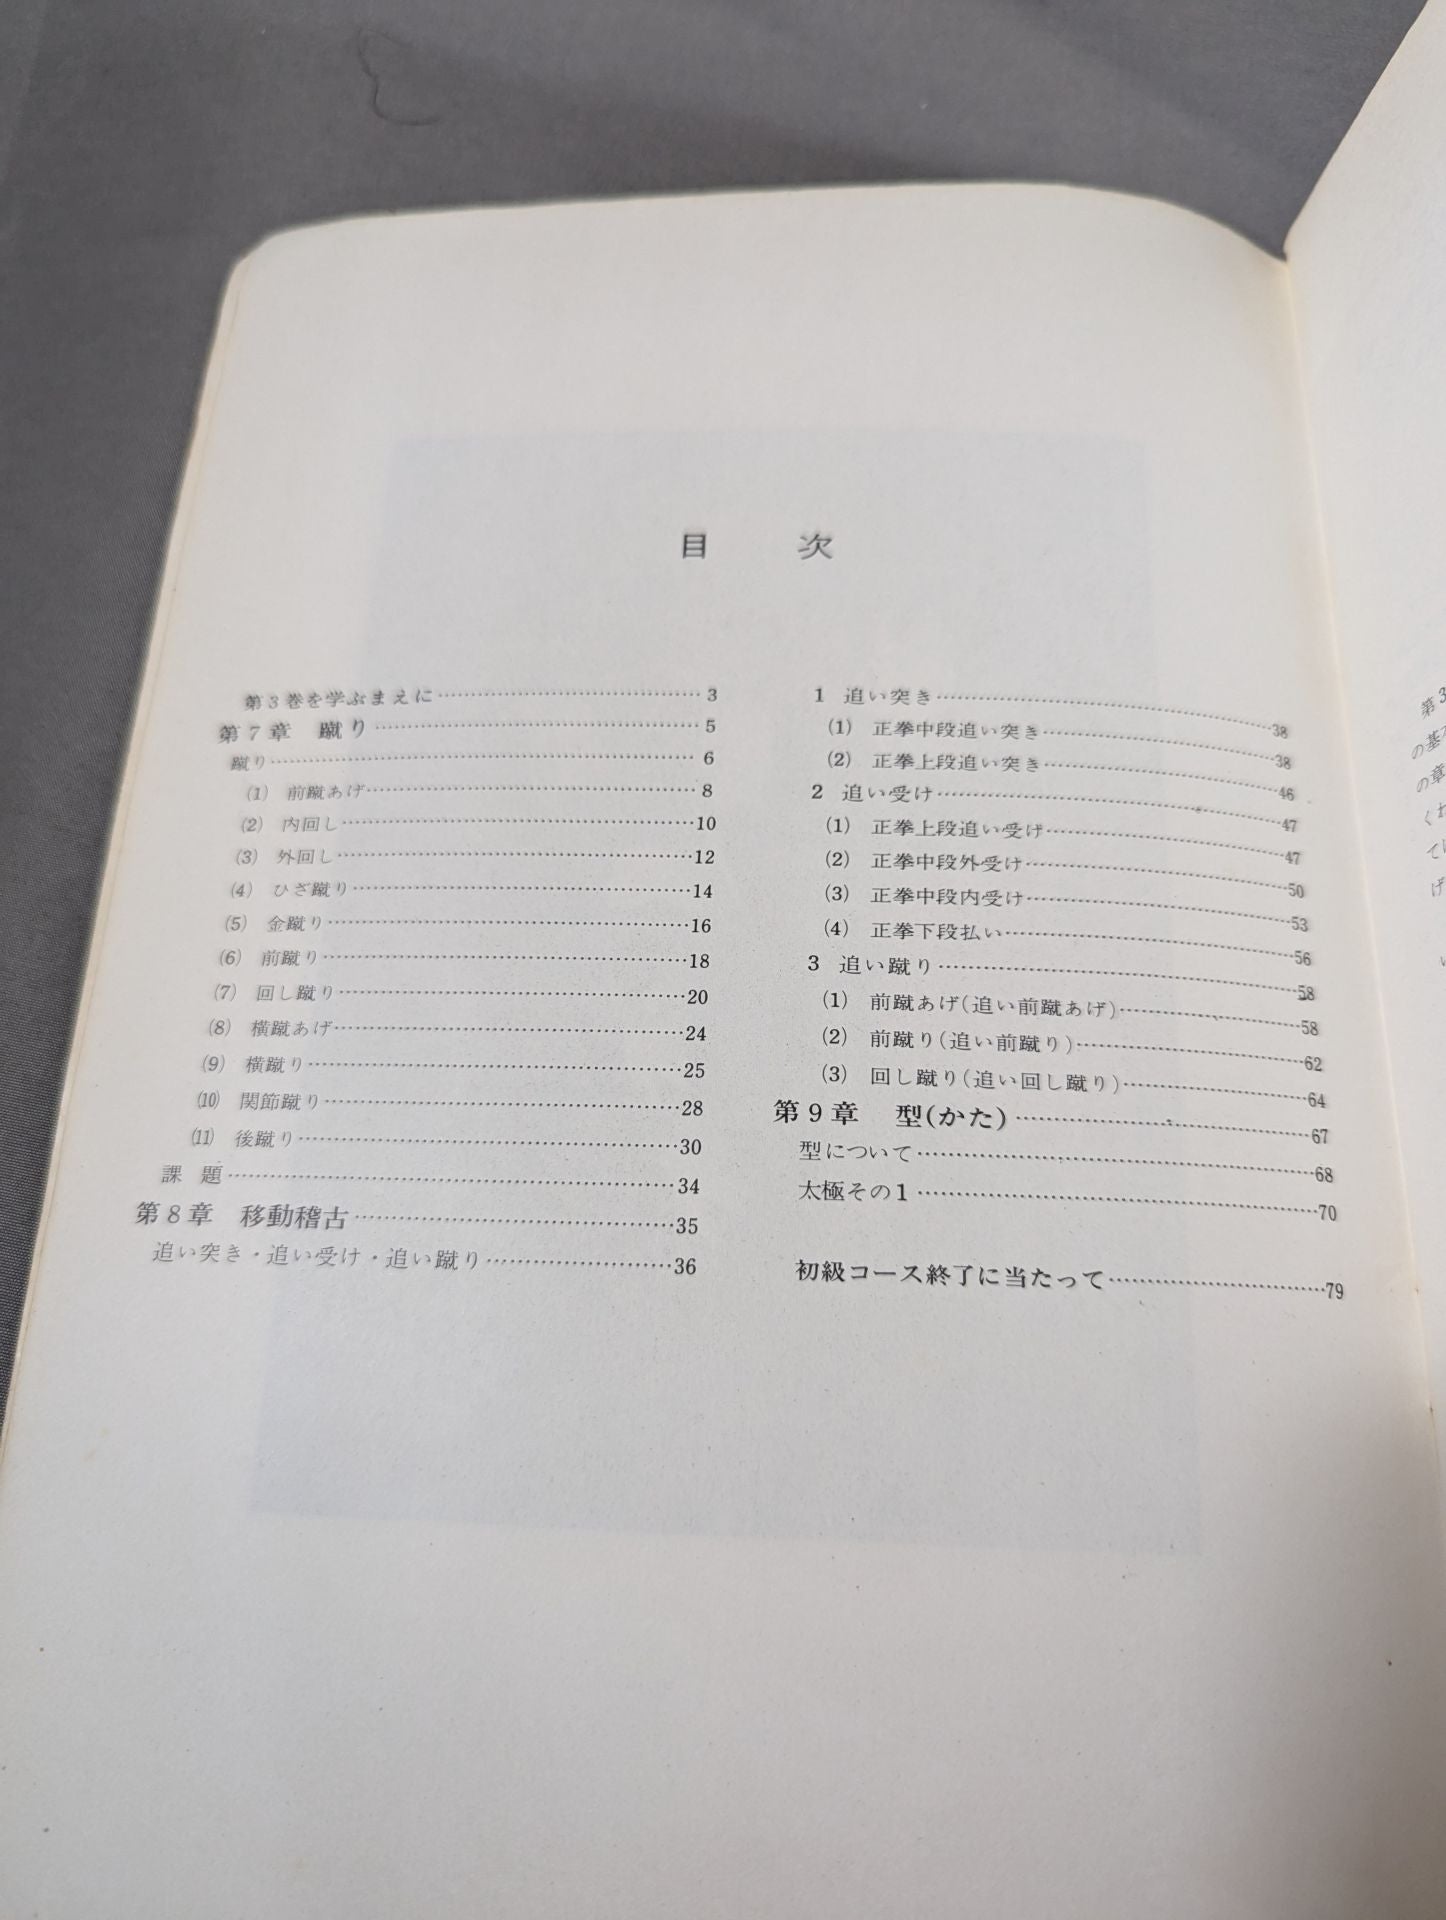 目　次
第3巻を学ぶまえに……3
第7章　蹴り……5
蹴り……6
(1)　前蹴あげ……8
(2)　内回し……10
(3)　外回し……12
(4)　ひざ蹴り……14
(5)　金蹴り……16
(6)　前蹴り……18
(7)　回し蹴り……20
(8)　横蹴あげ……24
(9)　横蹴り……25
(10)　関節蹴り……28
(11)　後蹴り……30
課　題……34
第8章　移動稽古……35
追い突き・追い受け・追い蹴り……36
1　追い突き……38
(1)　正拳中段追い突き……38
(2)　正拳上段追い突き……46
2　追い受け……47
(1)　正拳上段追い受け……47
(2)　正拳中段外受け……50
(3)　正拳中段内受け……53
(4)　正拳下段払い……56
3　追い蹴り……58
(1)　前蹴あげ(追い前蹴あげ)……58
(2)　前蹴り(追い前蹴り)……62
(3)　回し蹴り(追い回し蹴り)……64
第9章　型(かた)……67
型について……68
太極その1……70
初級コース終了に当たって……79
第3
の基本
の章
くれ
げ